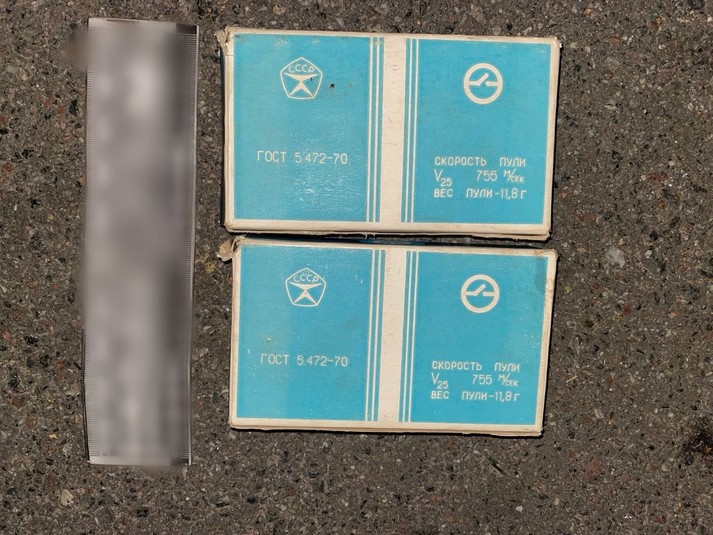 СССР
ГОСТ 5.472-70
СКОРОСТЬ ПУЛИ
V25 755 М/СЕК
ВЕС ПУЛИ-11,8 г
СССР
ГОСТ 5.472-70
СКОРОСТЬ ПУЛИ
V25 755 М/СЕК
ВЕС ПУЛИ-11,8 г